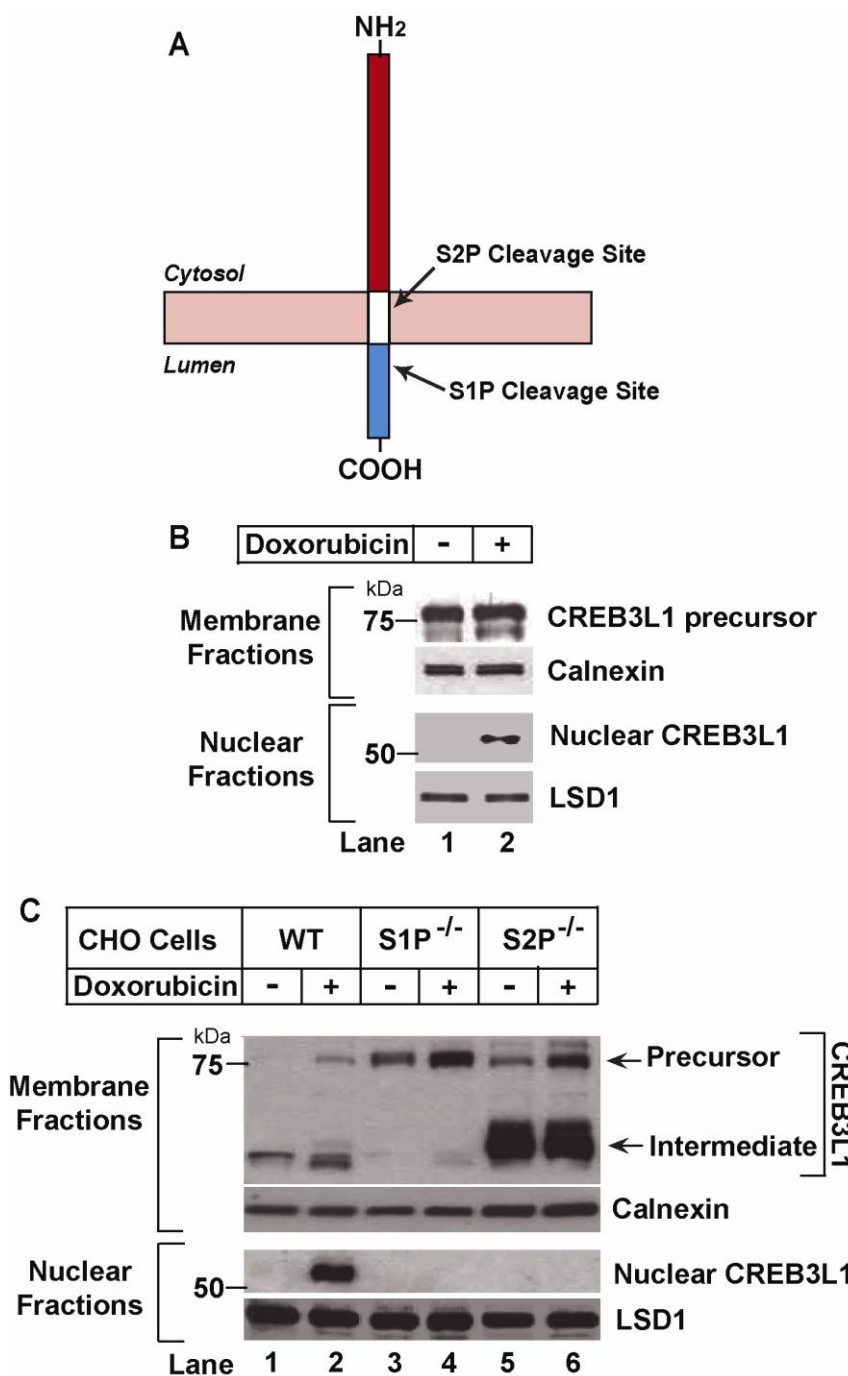 A
NH2
S2P Cleavage Site
Cytosol
Lumen
S1P Cleavage Site
COOH
B
Doxorubicin - +
kDa
Membrane Fractions
75
CREB3L1 precursor
Calnexin
Nuclear Fractions
50
Nuclear CREB3L1
LSD1
Lane 1 2
C
CHO Cells WT S1P-/- S2P-/-
Doxorubicin - + - + - +
kDa
Membrane Fractions
75
Precursor
Intermediate
CREB3L1
Calnexin
Nuclear Fractions
50
Nuclear CREB3L1
LSD1
Lane 1 2 3 4 5 6